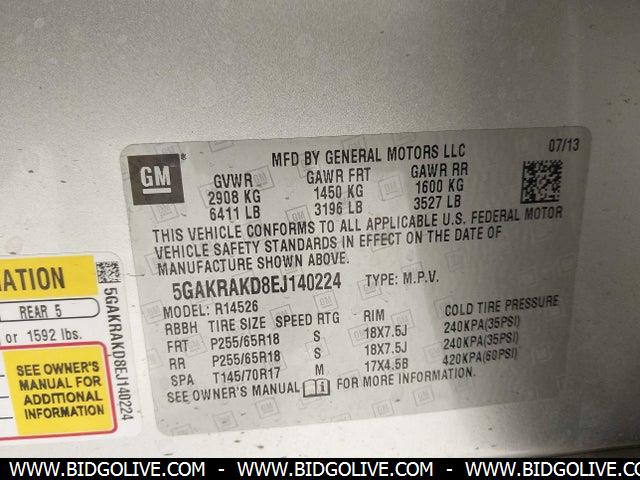 MFD BY GENERAL MOTORS LLC 07/13
GM GVWR GAWR FRT GAWR RR
2908 KG 1450 KG 1600 KG
6411 LB 3196 LB 3527 LB
THIS VEHICLE CONFORMS TO ALL APPLICABLE U.S. FEDERAL MOTOR
VEHICLE SAFETY STANDARDS IN EFFECT ON THE DATE OF
MANUFACTURE SHOWN ABOVE.
5GAKRAKD8EJ140224 TYPE: M.P.V.
MODEL: R14526
RBBH TIRE SIZE SPEED RTG RIM COLD TIRE PRESSURE
FRT P255/65R18 S 18X7.5J 240KPA(35PSI)
RR P255/65R18 S 18X7.5J 240KPA(35PSI)
SPA T145/70R17 M 17X4.5B 420KPA(60PSI)
SEE OWNER'S MANUAL FOR MORE INFORMATION.
MATION
REAR 5
or 1592 lbs.
SEE OWNER'S
MANUAL FOR
ADDITIONAL
INFORMATION
5GAKRAKD8EJ140224
WWW.BIDGOLIVE.COM - WWW.BIDGOLIVE.COM - WWW.BIDGOLIVE.COM